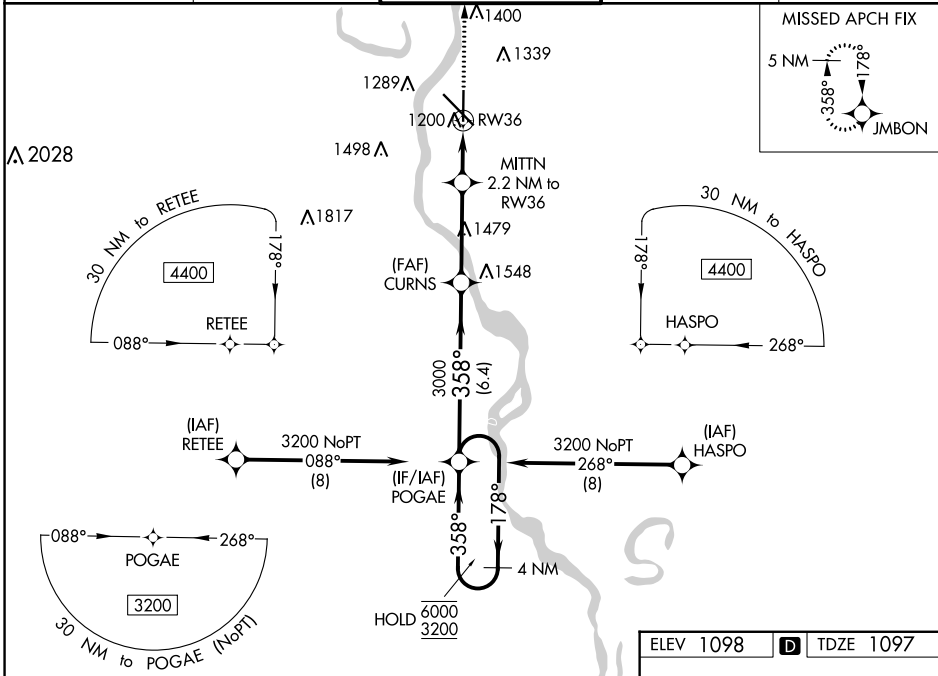 1400
1339
1289
1200
RW36
1498
2028
MITTN
2.2 NM to
RW36
MISSED APCH FIX
5 NM
358°
178°
JMBON
30 NM to RETEE
1817
178°
4400
RETEE
088°
1479
(FAF)
CURNS
1548
30 NM to HASPO
178°
4400
HASPO
268°
3000
358°
(6.4)
(IAF)
RETEE
3200 NoPT
088°
(8)
(IF/IAF)
POGAE
3200 NoPT
268°
(8)
(IAF)
HASPO
358°
178°
4 NM
HOLD 6000
3200
088°
268°
POGAE
3200
30 NM to POGAE (NoPT)
ELEV 1098 D TDZE 1097